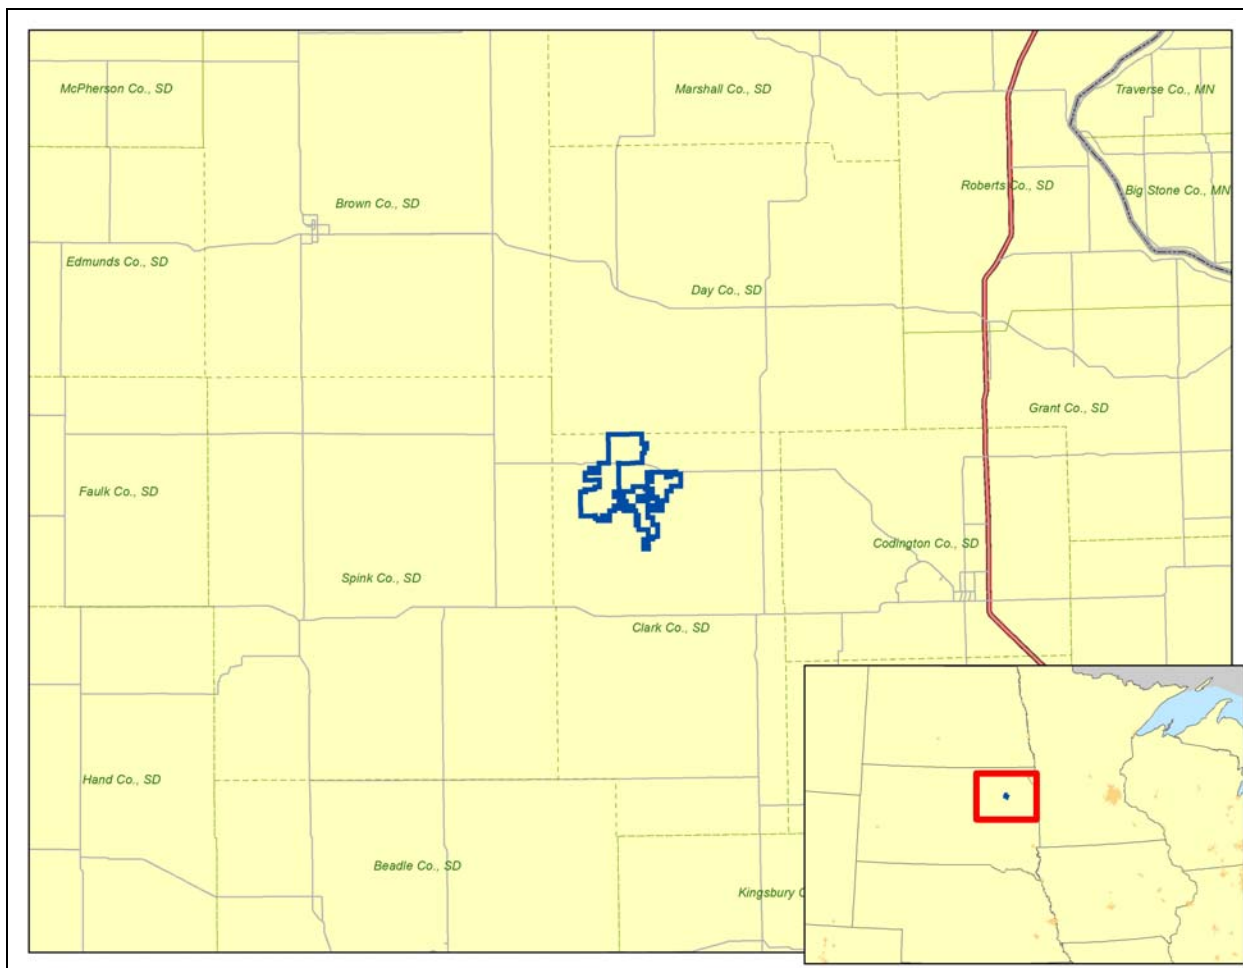 McPherson Co., SD
Marshall Co., SD
Traverse Co., MN
Roberts Co., SD
Big Stone Co., MN
Brown Co., SD
Edmunds Co., SD
Day Co., SD
Grant Co., SD
Faulk Co., SD
Codington Co., SD
Spink Co., SD
Clark Co., SD
Hand Co., SD
Beadle Co., SD
Kingsbury